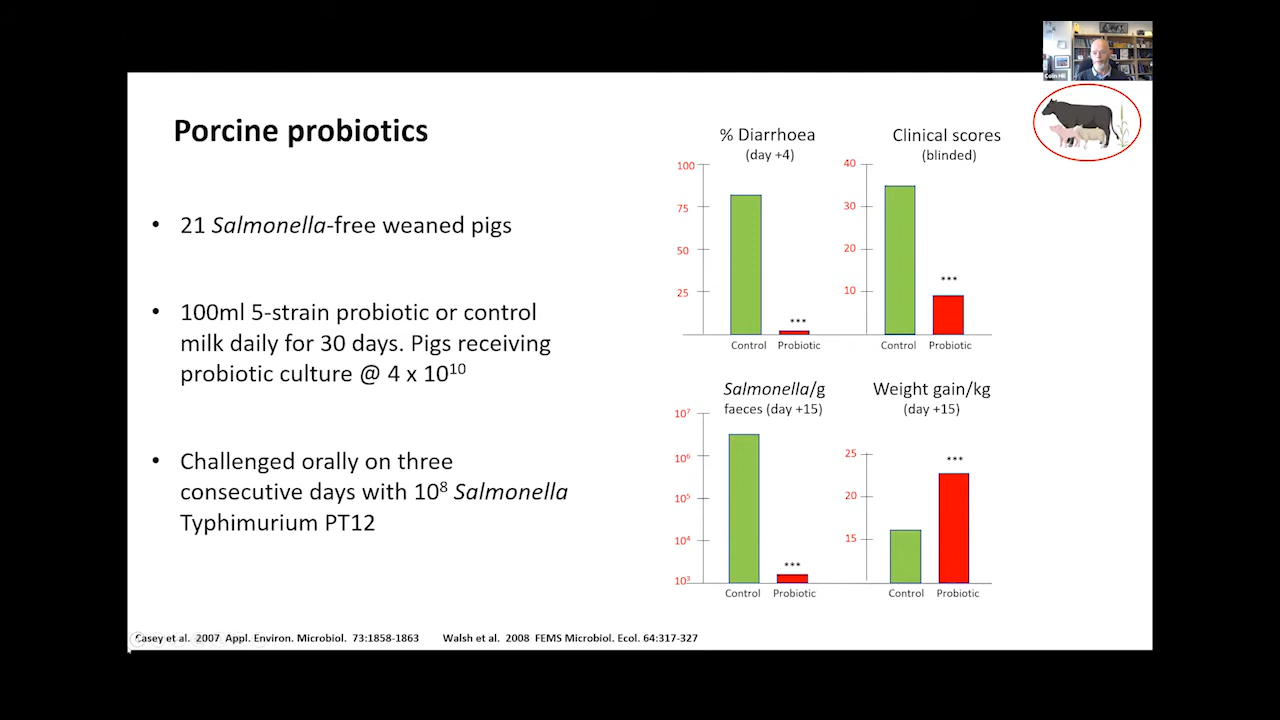 Colin Hill
Porcine probiotics
• 21 Salmonella-free weaned pigs
• 100ml 5-strain probiotic or control
milk daily for 30 days. Pigs receiving
probiotic culture @ 4 x 10¹⁰
• Challenged orally on three
consecutive days with 10⁸ Salmonella
Typhimurium PT12
% Diarrhoea
(day +4)
100
75
50
25
***
Control Probiotic
Clinical scores
(blinded)
40
30
20
10
***
Control Probiotic
Salmonella/g
faeces (day +15)
10⁷
10⁶
10⁵
10⁴
10³
***
Control Probiotic
Weight gain/kg
(day +15)
25
20
15
***
Control Probiotic
Casey et al. 2007 Appl. Environ. Microbiol. 73:1858-1863 Walsh et al. 2008 FEMS Microbiol. Ecol. 64:317-327